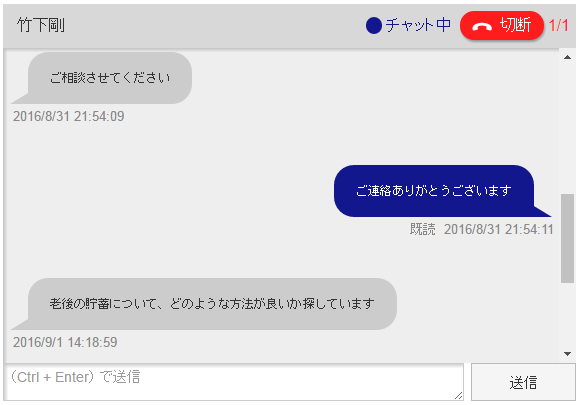 竹下剛
チャット中
切断
1/1
ご相談させてください
2016/8/31 21:54:09
ご連絡ありがとうございます
既読 2016/8/31 21:54:11
老後の貯蓄について、どのような方法が良いか探しています
2016/9/1 14:18:59
（Ctrl + Enter）で送信
送信